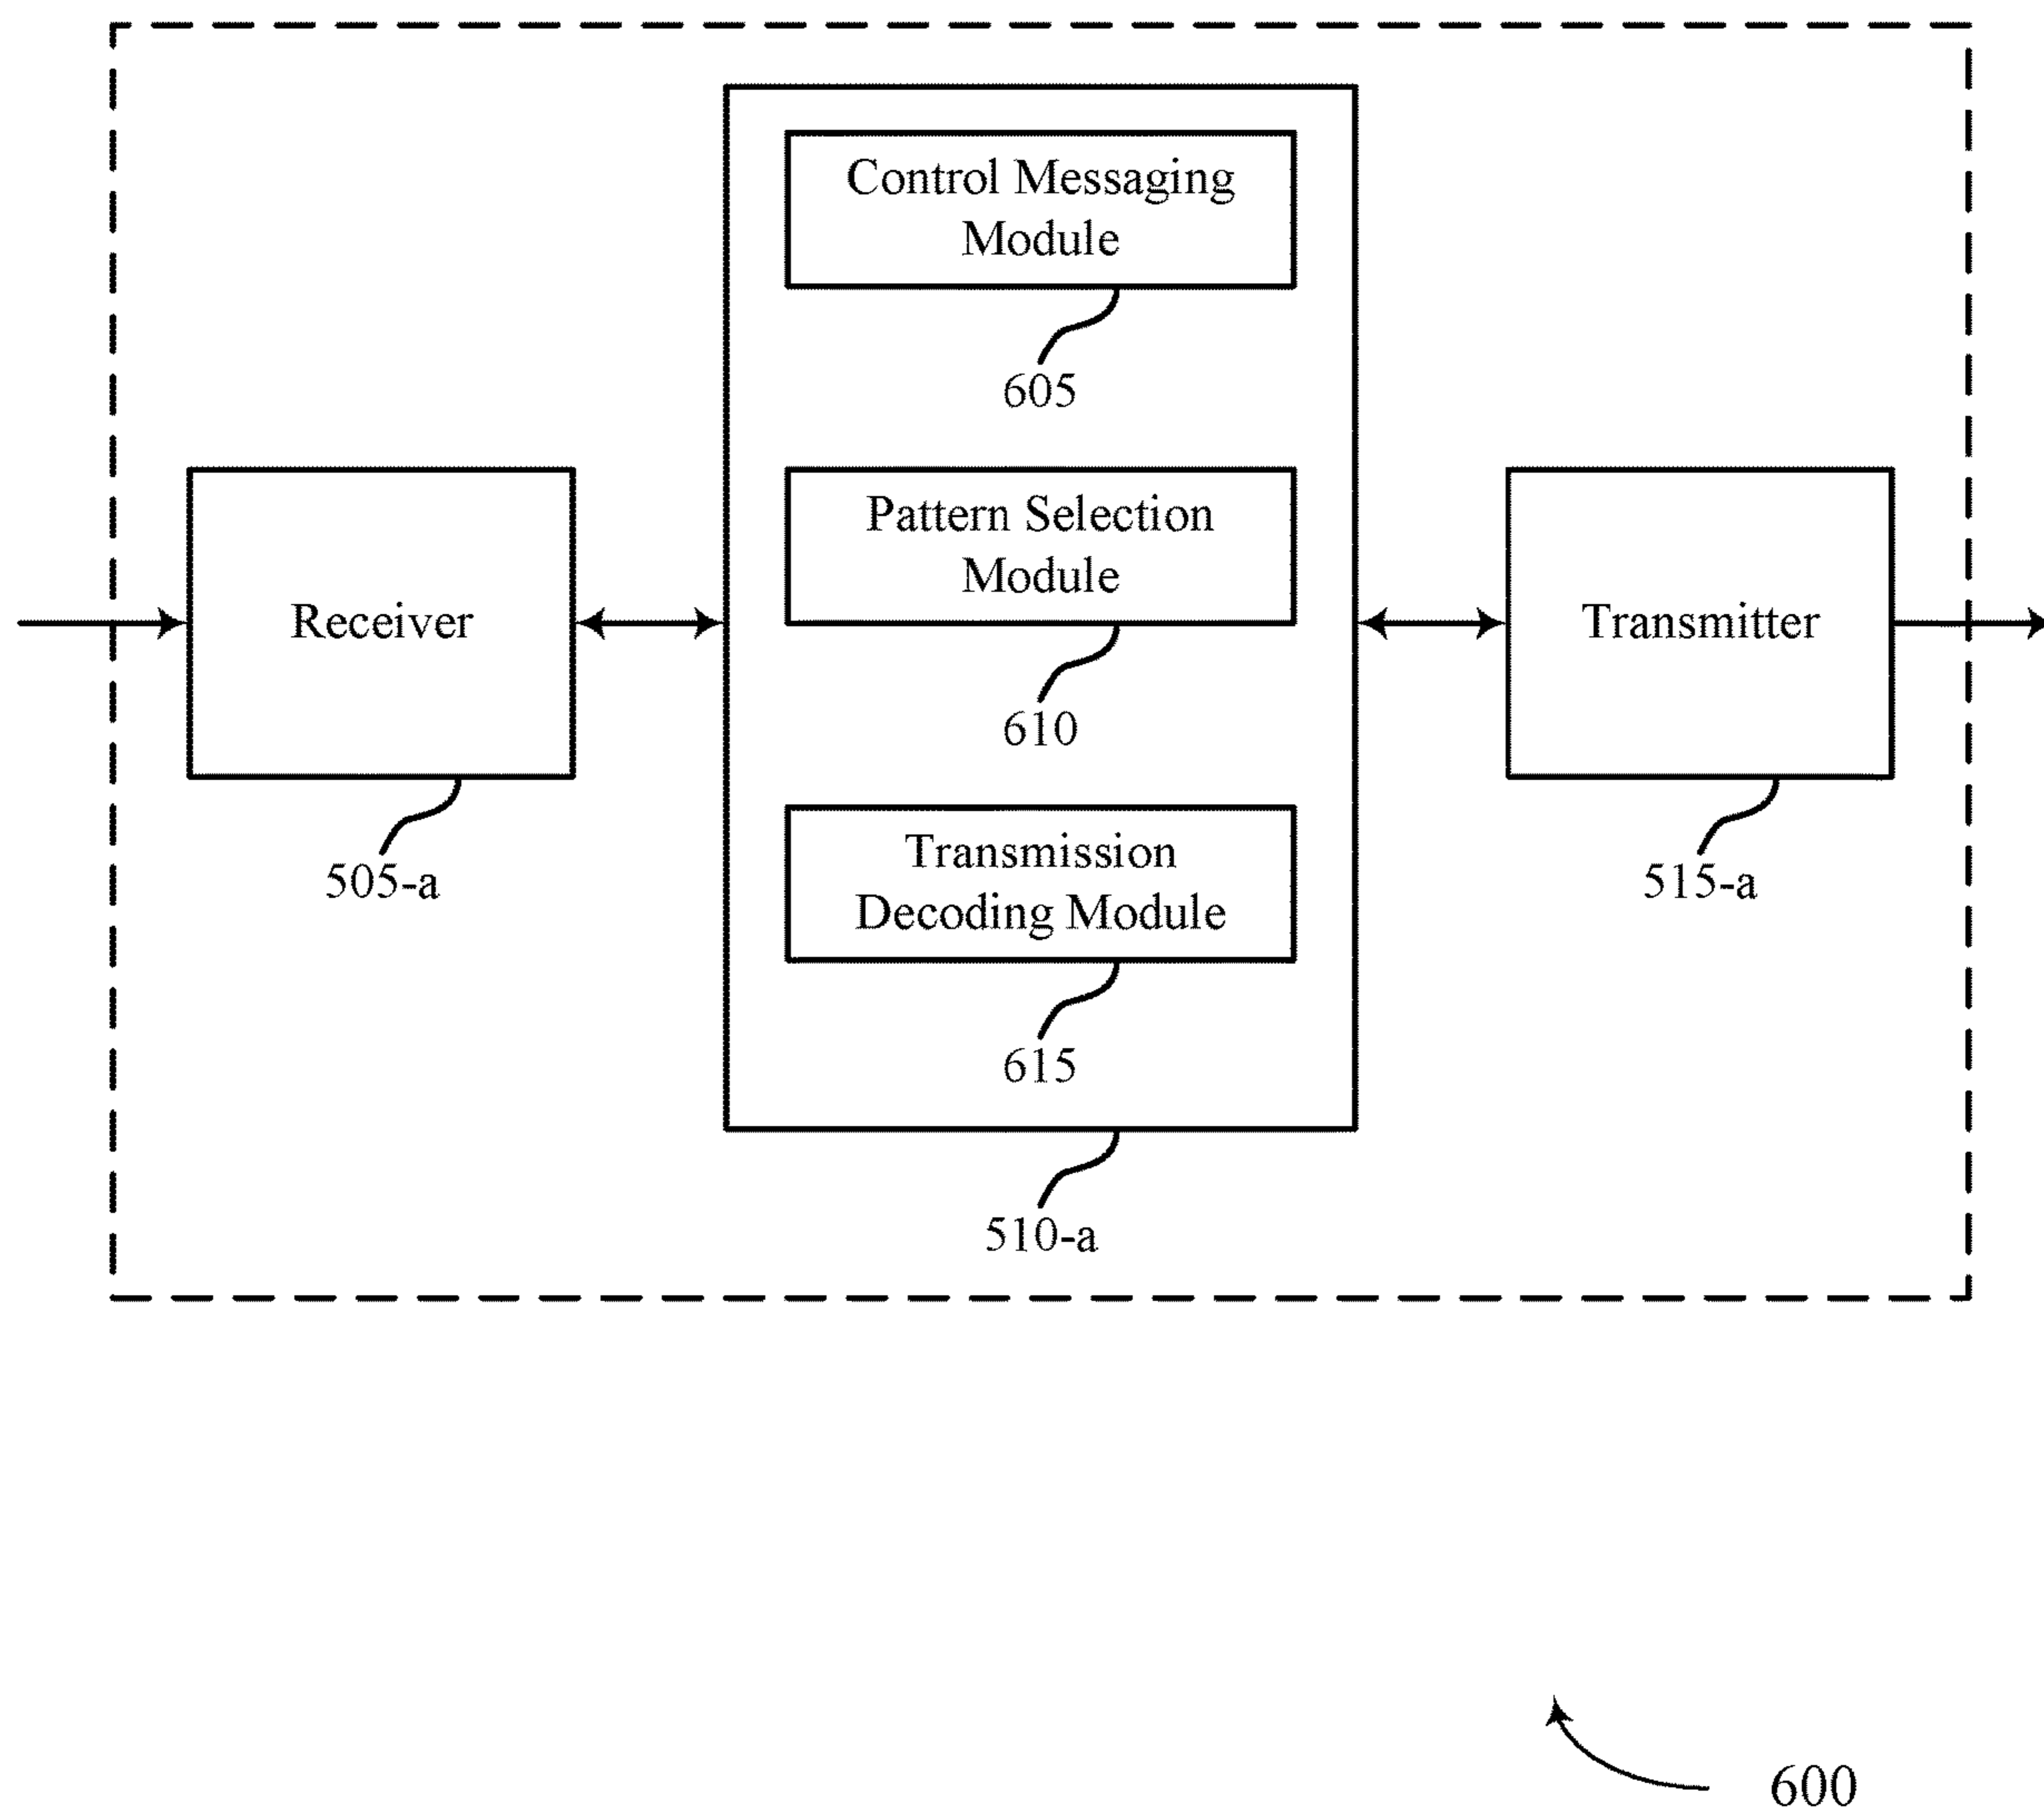 Control Messaging
Module
605
Pattern Selection
Module
610
Receiver
505-a
Transmitter
515-a
Transmission
Decoding Module
615
510-a
600